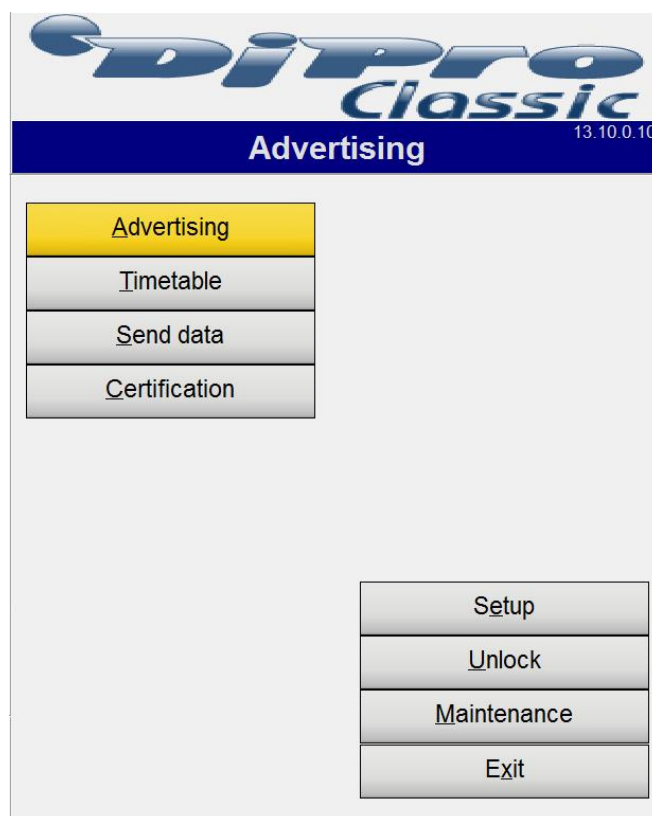 DiPro
Classic
13.10.0.10
Advertising
Advertising
Timetable
Send data
Certification
Setup
Unlock
Maintenance
Exit